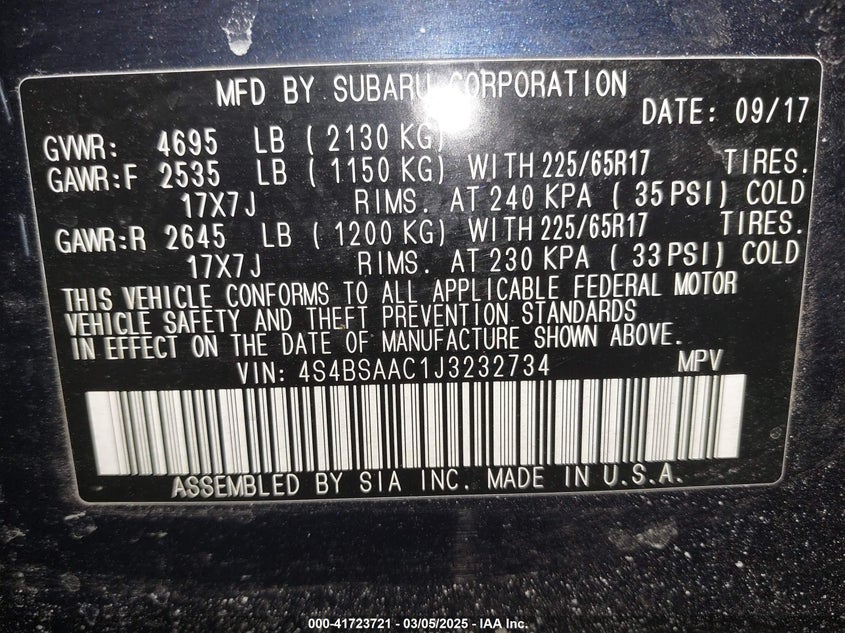 MFD BY SUBARU CORPORATION
DATE: 09/17
GVWR: 4695 LB ( 2130 KG)
GAWR:F 2535 LB ( 1150 KG) WITH 225/65R17 TIRES.
17X7J RIMS. AT 240 KPA ( 35 PSI) COLD
GAWR:R 2645 LB ( 1200 KG) WITH 225/65R17 TIRES.
17X7J RIMS. AT 230 KPA ( 33 PSI) COLD
THIS VEHICLE CONFORMS TO ALL APPLICABLE FEDERAL MOTOR
VEHICLE SAFETY AND THEFT PREVENTION STANDARDS
IN EFFECT ON THE DATE OF MANUFACTURE SHOWN ABOVE.
VIN: 4S4BSAAC1J3232734 MPV
ASSEMBLED BY SIA INC. MADE IN U.S.A.
000-41723721 - 03/05/2025 - IAA Inc.